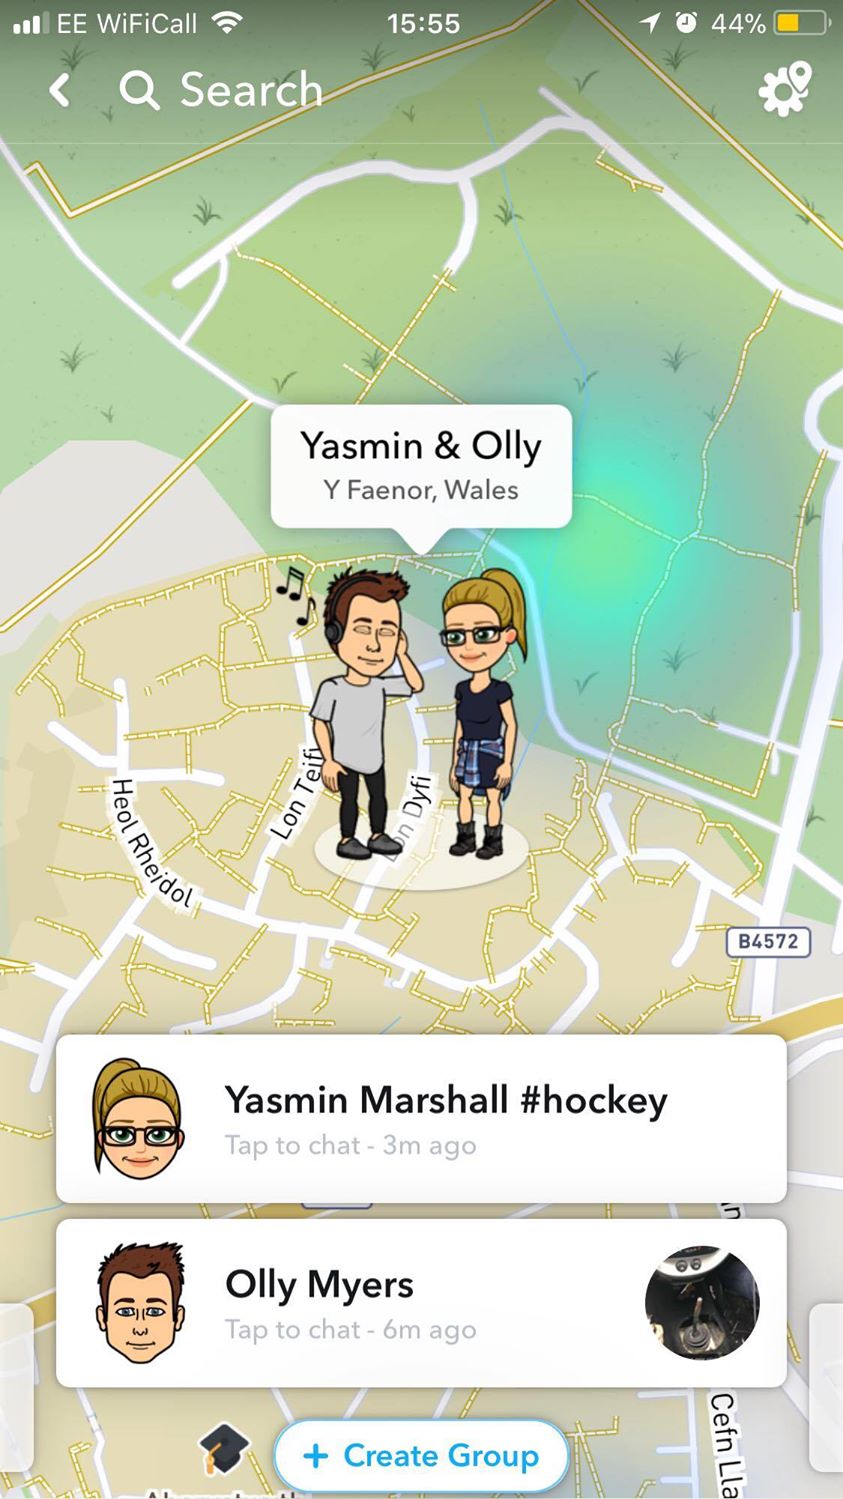 EE WiFiCall 15:55 44%
Search
Yasmin & Olly
Y Faenor, Wales
Lon Teifi
Heol Rheidol
Dyfi
B4572
Yasmin Marshall #hockey
Tap to chat - 3m ago
Olly Myers
Tap to chat - 6m ago
+ Create Group
Cefn Lla